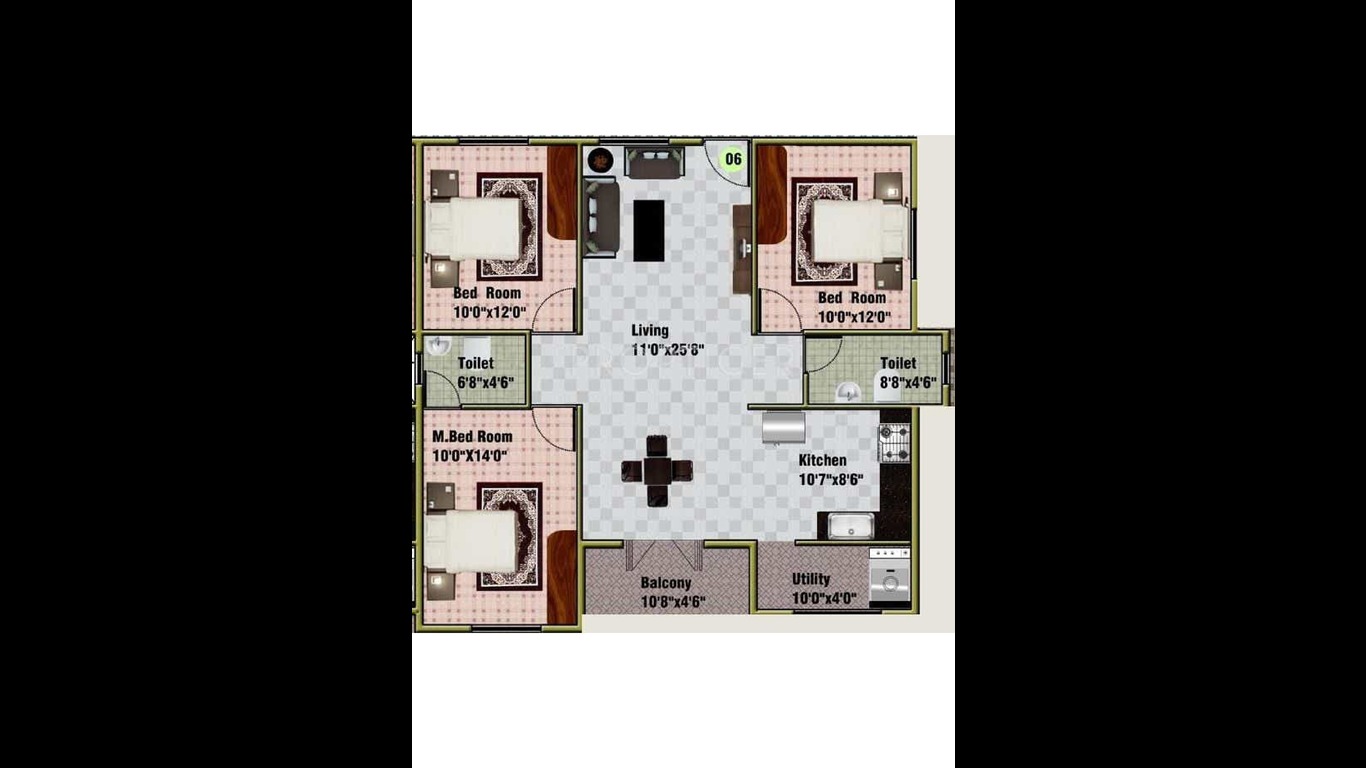 06
Bed Room
10'0"x12'0"
Bed Room
10'0"x12'0"
Living
11'0"x25'8"
Toilet
6'8"x4'6"
Toilet
8'8"x4'6"
M.Bed Room
10'0"X14'0"
Kitchen
10'7"x8'6"
Balcony
10'8"x4'6"
Utility
10'0"x4'0"